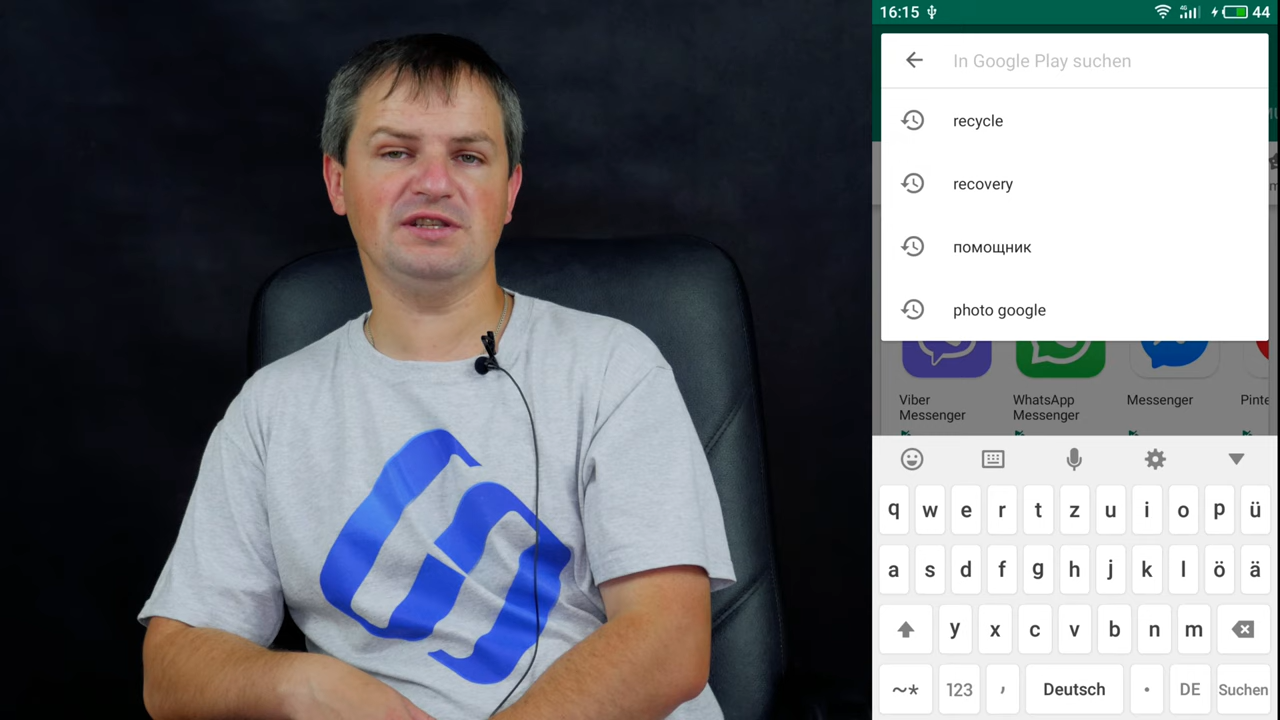 16:15
4G
44
In Google Play suchen
recycle
recovery
помощник
photo google
Viber
Messenger
WhatsApp
Messenger
Messenger
Pinte
q w e r t z u i o p ü
a s d f g h j k l ö ä
y x c v b n m
~* 123 , Deutsch . DE Suchen